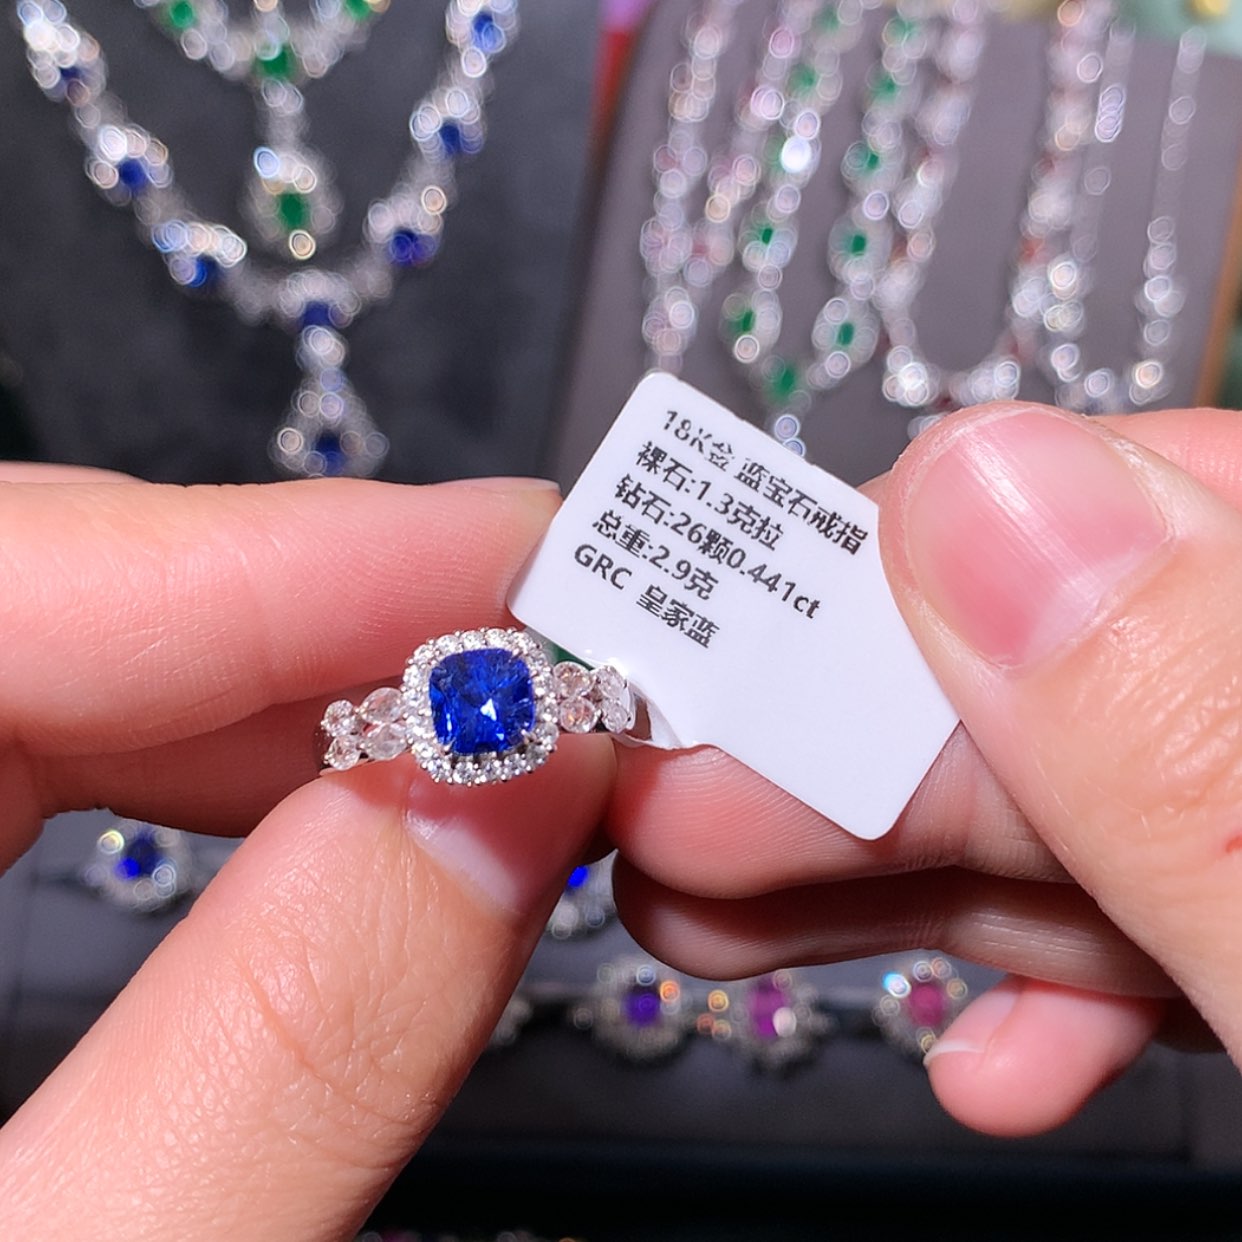 18K金 蓝宝石戒指
裸石:1.3克拉
钻石:26颗0.441ct
总重:2.9克
GRC 皇家蓝